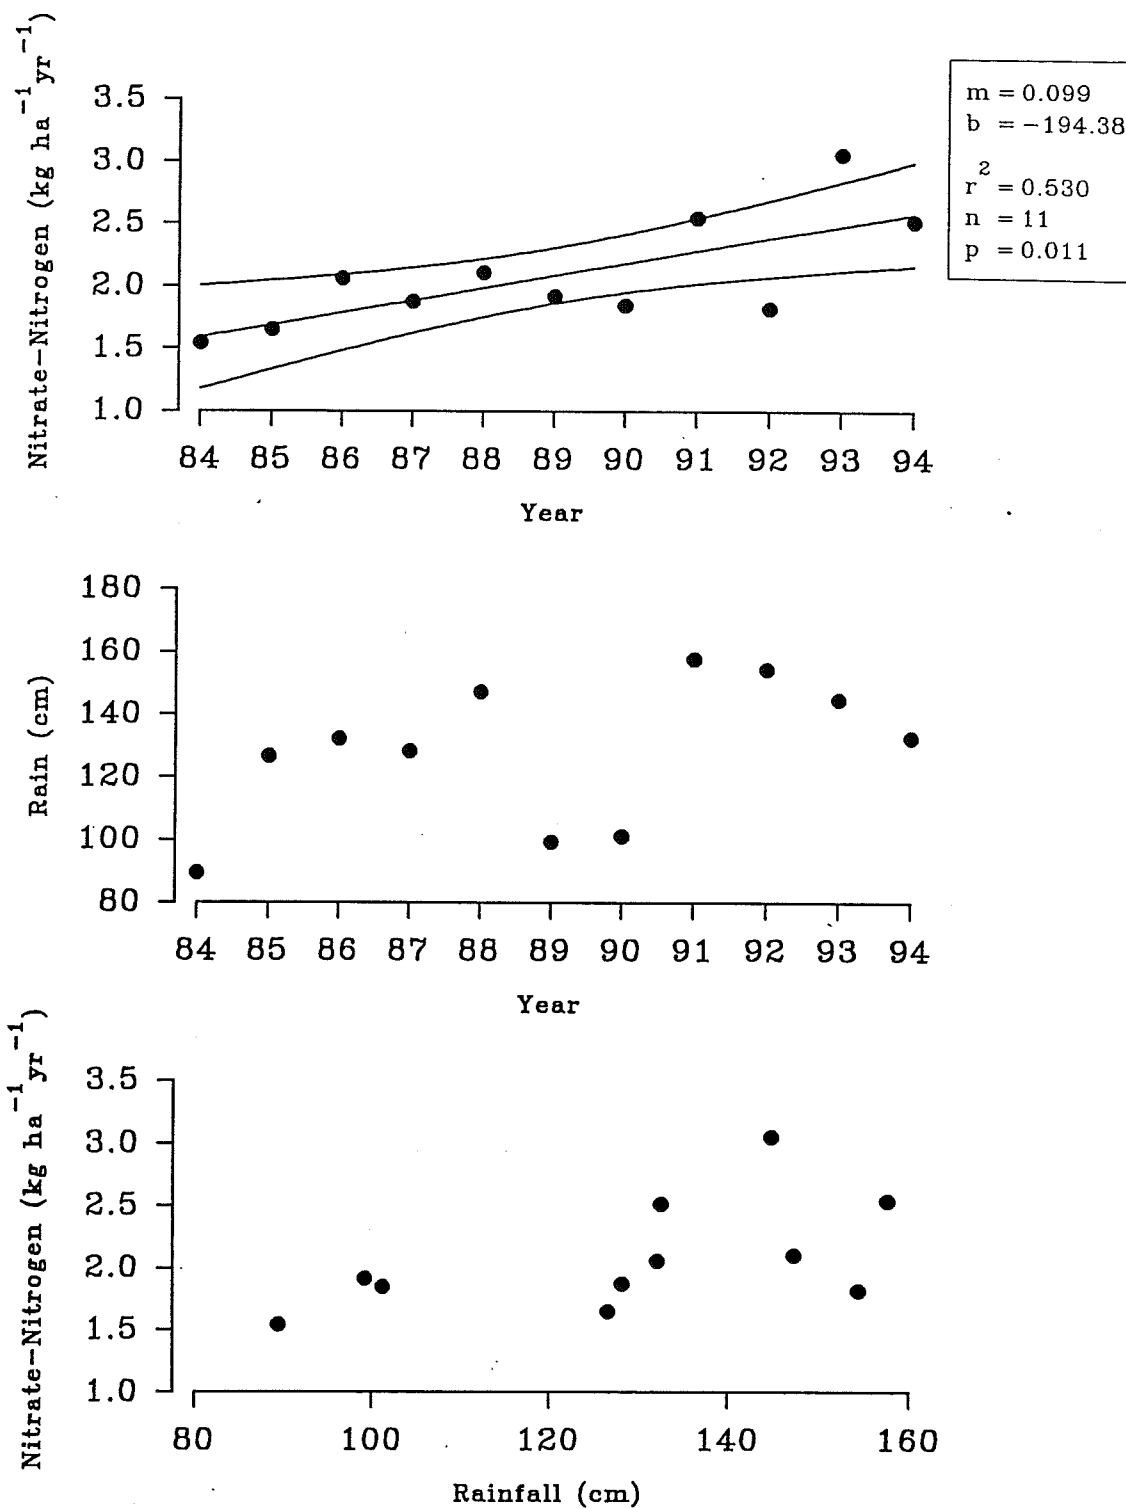 Nitrate-Nitrogen (kg ha⁻¹yr⁻¹)
3.5
3.0
2.5
2.0
1.5
1.0
84 85 86 87 88 89 90 91 92 93 94
Year
m = 0.099
b = -194.38
r² = 0.530
n = 11
p = 0.011
Rain (cm)
180
160
140
120
100
80
84 85 86 87 88 89 90 91 92 93 94
Year
Nitrate-Nitrogen (kg ha⁻¹yr⁻¹)
3.5
3.0
2.5
2.0
1.5
1.0
80 100 120 140 160
Rainfall (cm)